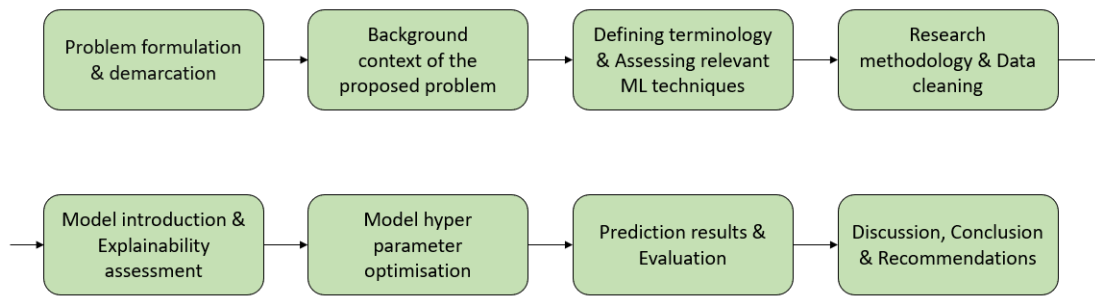 Problem formulation
& demarcation
Background
context of the
proposed problem
Defining terminology
& Assessing relevant
ML techniques
Research
methodology & Data
cleaning
Model introduction &
Explainability
assessment
Model hyper
parameter
optimisation
Prediction results &
Evaluation
Discussion, Conclusion
& Recommendations